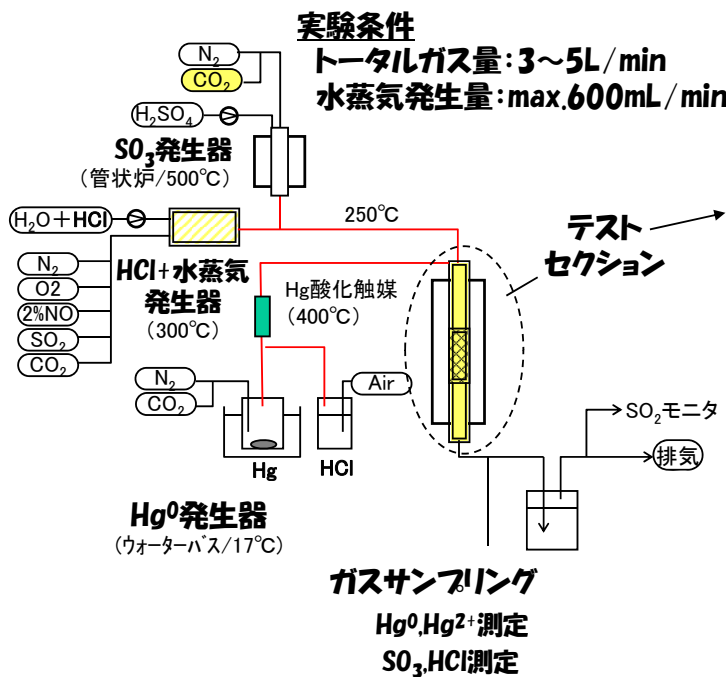 実験条件
トータルガス量:3～5L/min
水蒸気発生量:max.600mL/min
N₂
CO₂
H₂SO₄
SO₃発生器
(管状炉/500℃)
H₂O+HCl
250℃
テスト
セクション
N₂
O2
2%NO
SO₂
CO₂
HCl+水蒸気
発生器
(300℃)
Hg酸化触媒
(400℃)
N₂
CO₂
Air
Hg
HCl
SO₂モニタ
排気
Hg⁰発生器
(ウォーターバス/17℃)
ガスサンプリング
Hg⁰,Hg²⁺測定
SO₃,HCl測定